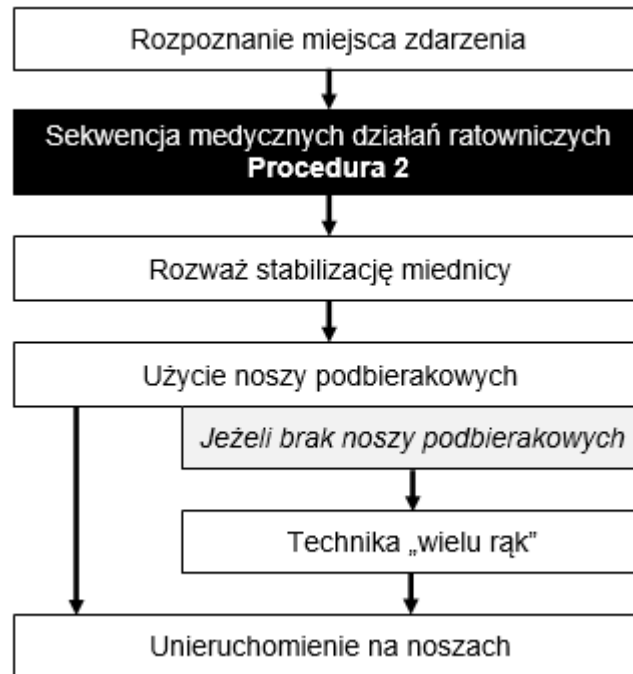 Rozpoznanie miejsca zdarzenia
Sekwencja medycznych działań ratowniczych
Procedura 2
Rozważ stabilizację miednicy
Użycie noszy podbierakowych
Jeżeli brak noszy podbierakowych
Technika „wielu rąk”
Unieruchomienie na noszach